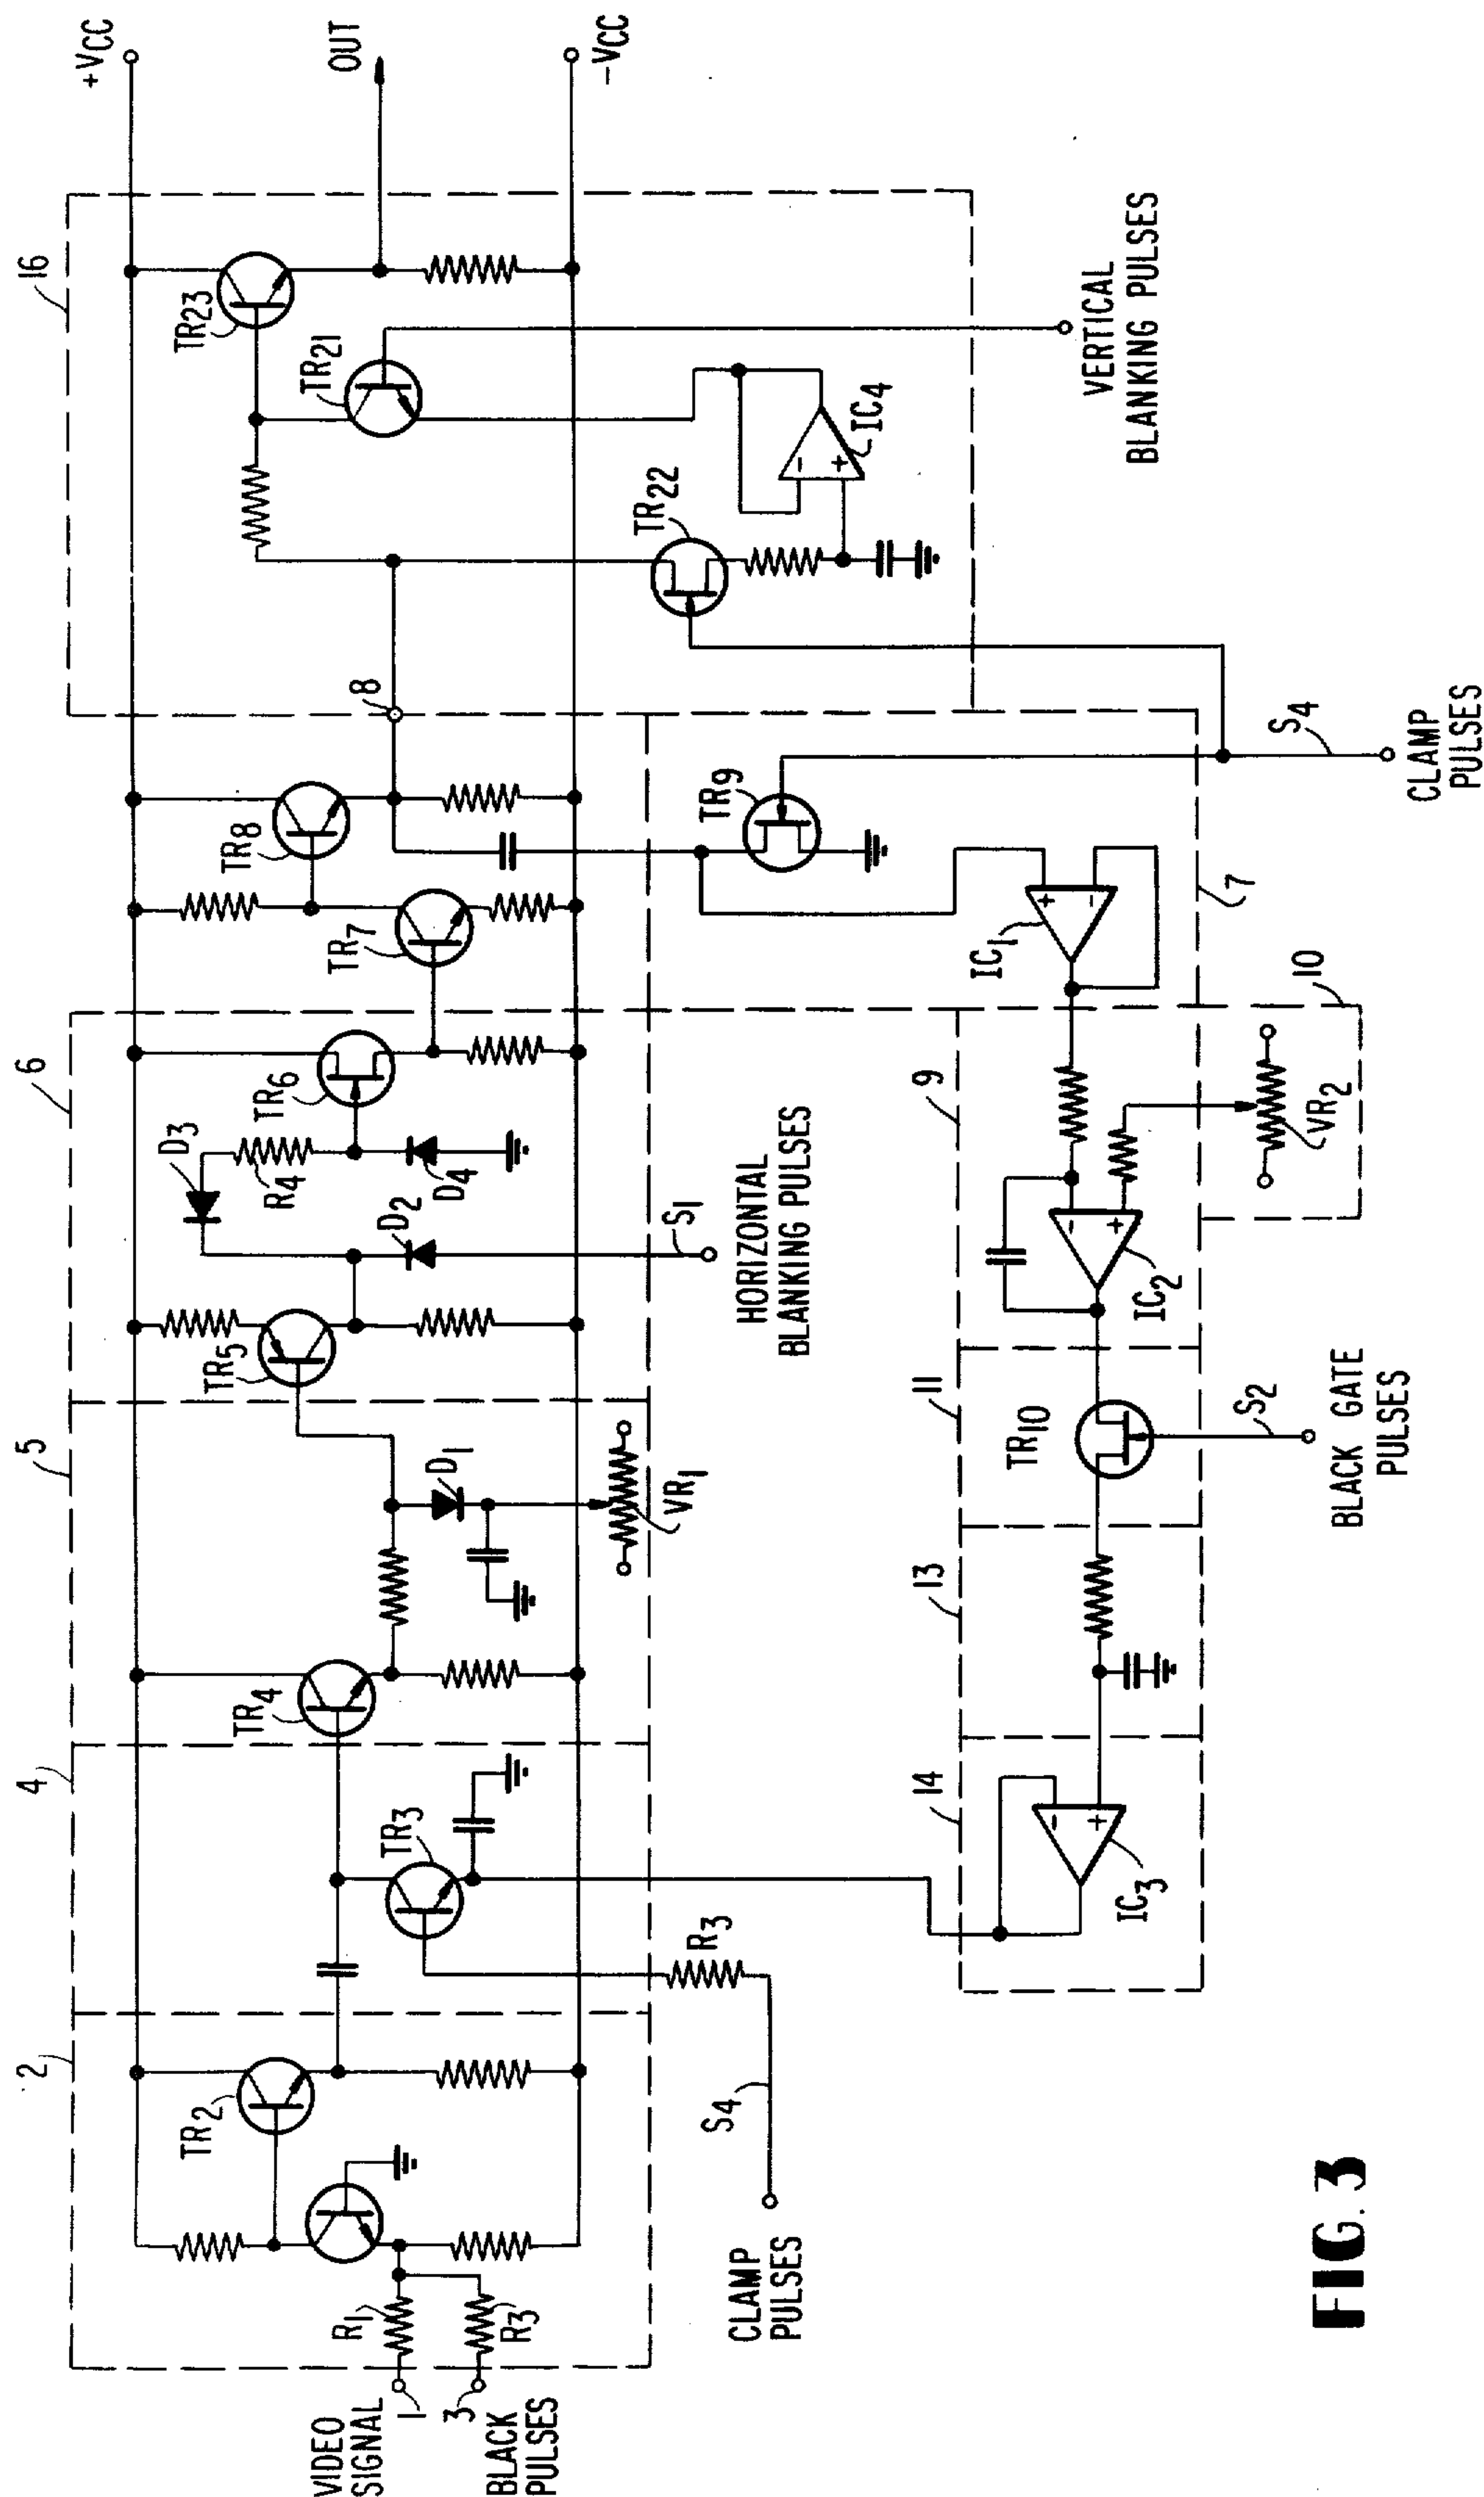 +VCC
OUT
-VCC
16
TR23
TR21
TR22
IC4
VERTICAL
BLANKING PULSES
8
TR8
TR7
TR9
S4
CLAMP
PULSES
IC1
7
6
D3
R4
TR6
D4
D2
S1
HORIZONTAL
BLANKING PULSES
TR5
9
10
VR2
IC2
5
D1
VR1
TR4
11
TR10
S2
BLACK GATE
PULSES
13
4
TR3
R3
14
IC3
2
TR2
S4
CLAMP
PULSES
R1
R3
VIDEO
SIGNAL
1
3
BLACK
PULSES
FIG. 3